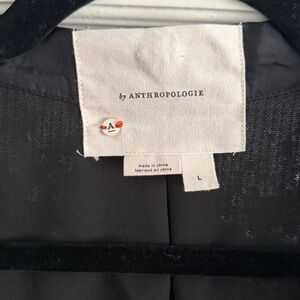 by ANTHROPOLOGIE
A
made in china
fabriqué en chine
L